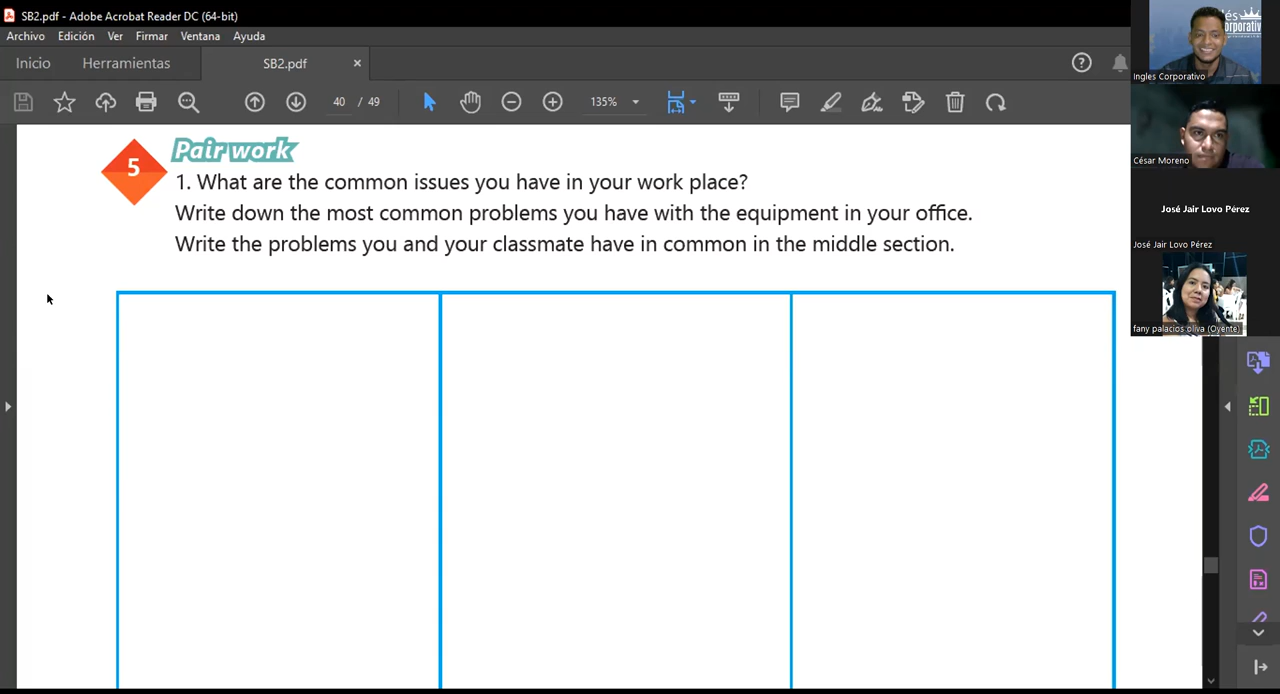 SB2.pdf - Adobe Acrobat Reader DC (64-bit)
Archivo Edición Ver Firmar Ventana Ayuda
Inicio Herramientas SB2.pdf ×
40 / 49 135%
5
Pair work
1. What are the common issues you have in your work place?
Write down the most common problems you have with the equipment in your office.
Write the problems you and your classmate have in common in the middle section.
Ingles Corporativo
César Moreno
José Jair Lovo Pérez
José Jair Lovo Pérez
fany palacios oliva (Oyente)